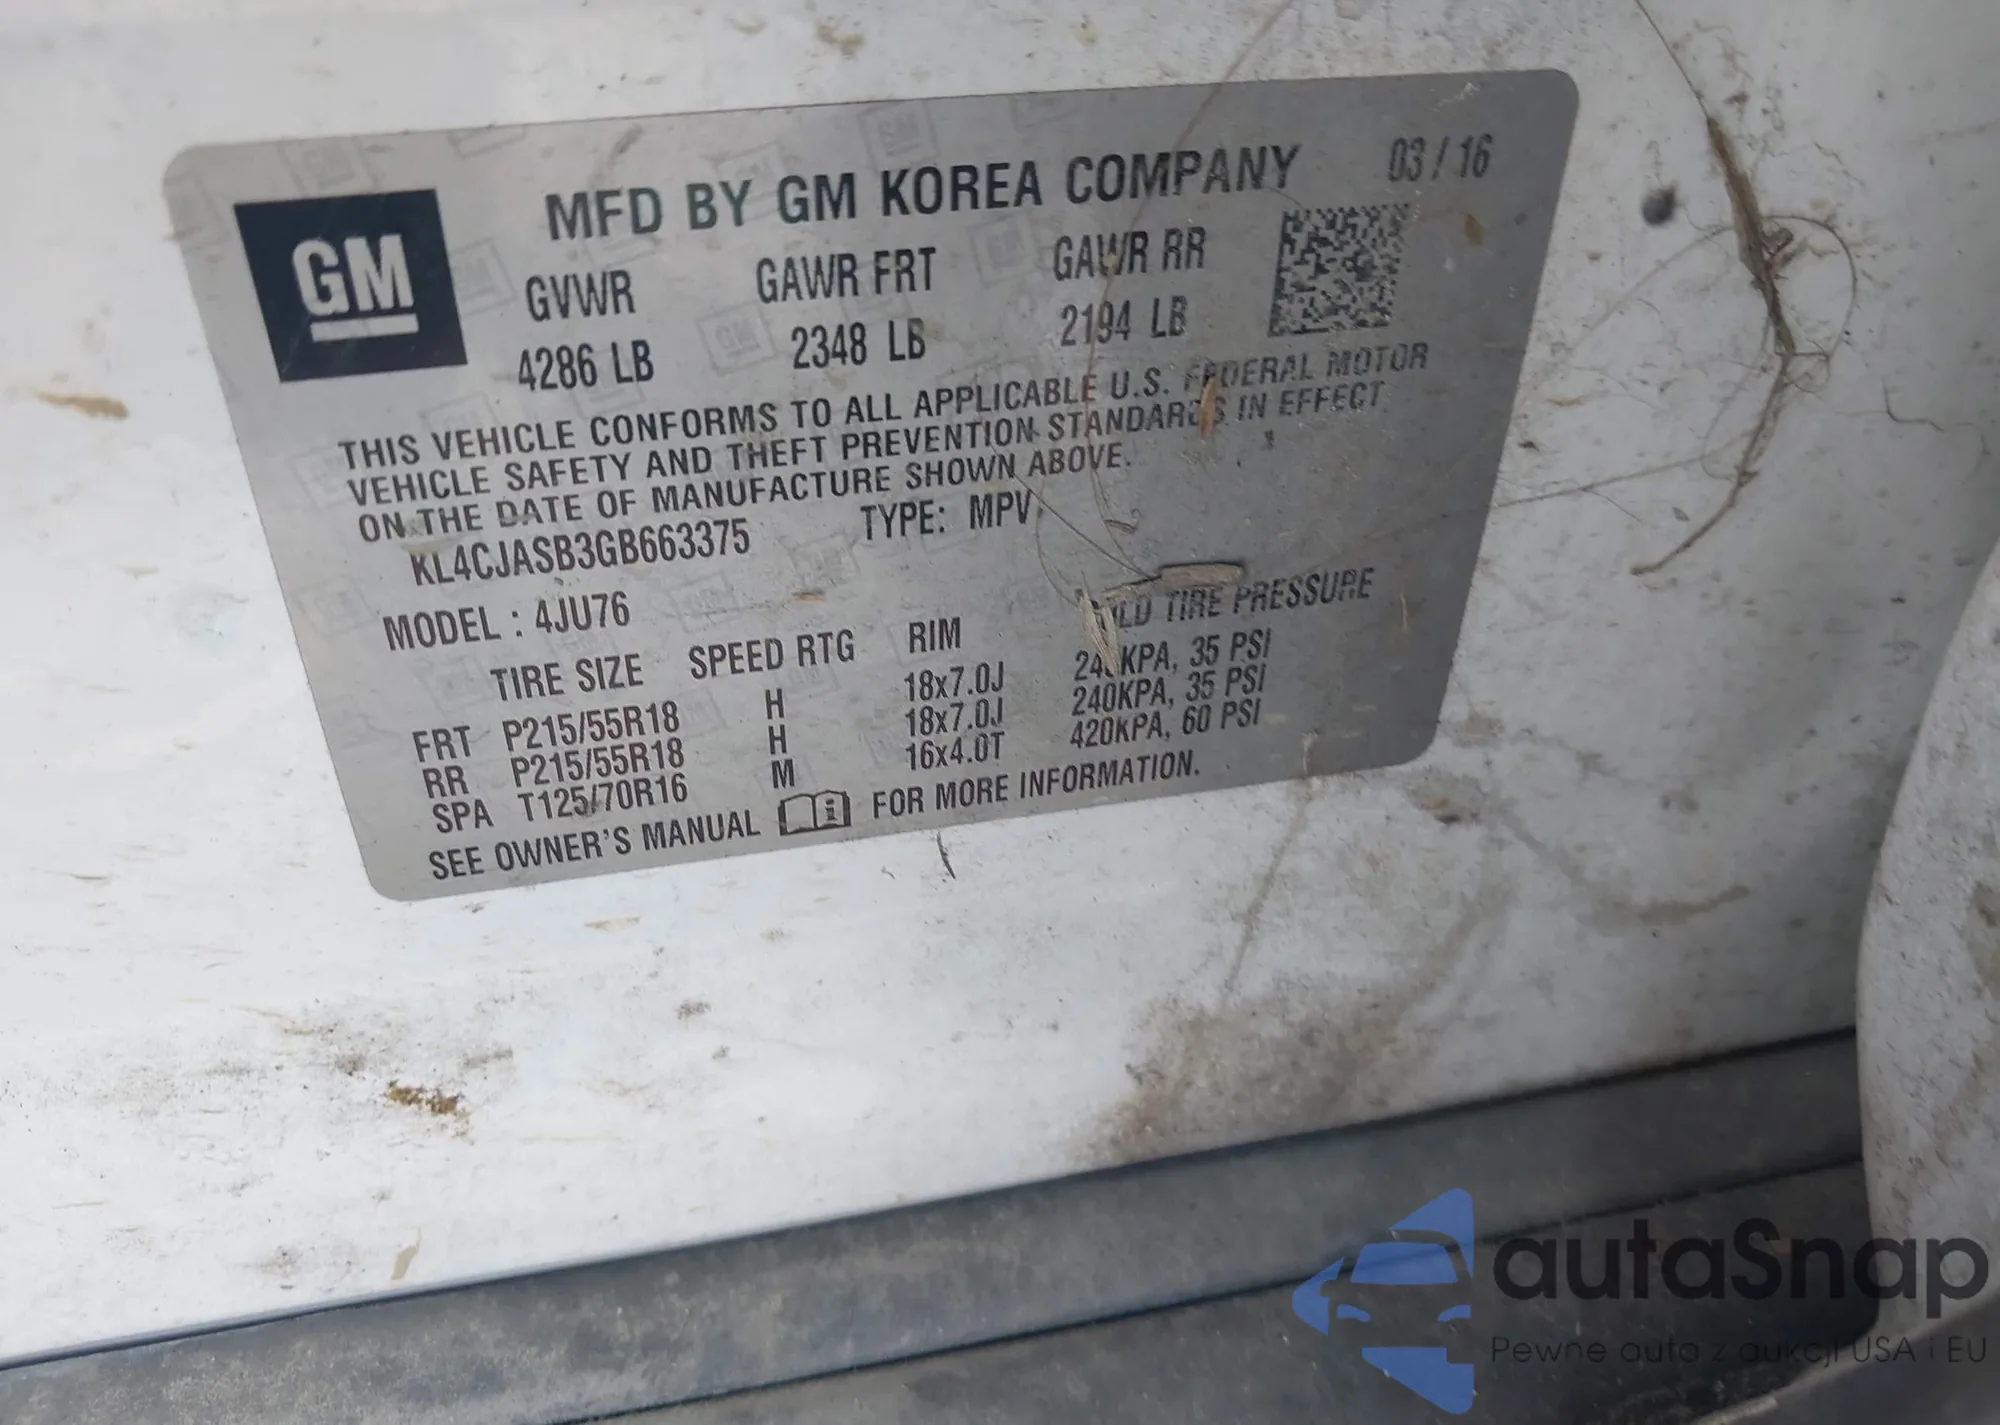 GM
MFD BY GM KOREA COMPANY 03 / 16
GVWR GAWR FRT GAWR RR
4286 LB 2348 LB 2194 LB
THIS VEHICLE CONFORMS TO ALL APPLICABLE U.S. FEDERAL MOTOR
VEHICLE SAFETY AND THEFT PREVENTION STANDARDS IN EFFECT
ON THE DATE OF MANUFACTURE SHOWN ABOVE.
KL4CJASB3GB663375 TYPE: MPV
MODEL : 4JU76
TIRE SIZE SPEED RTG RIM COLD TIRE PRESSURE
FRT P215/55R18 H 18x7.0J 240KPA, 35 PSI
RR P215/55R18 H 18x7.0J 240KPA, 35 PSI
SPA T125/70R16 M 16x4.0T 420KPA, 60 PSI
SEE OWNER'S MANUAL FOR MORE INFORMATION.
autaSnap
Pewne auta z aukcji USA i EU